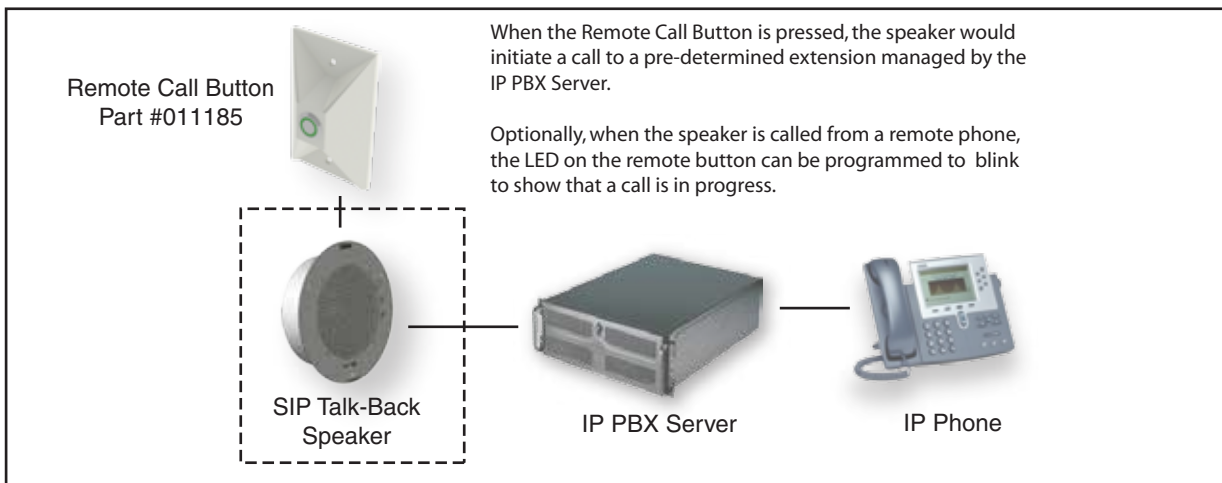 When the Remote Call Button is pressed, the speaker would
initiate a call to a pre-determined extension managed by the
IP PBX Server.
Optionally, when the speaker is called from a remote phone,
the LED on the remote button can be programmed to blink
to show that a call is in progress.
Remote Call Button
Part #011185
SIP Talk-Back
Speaker
IP PBX Server
IP Phone